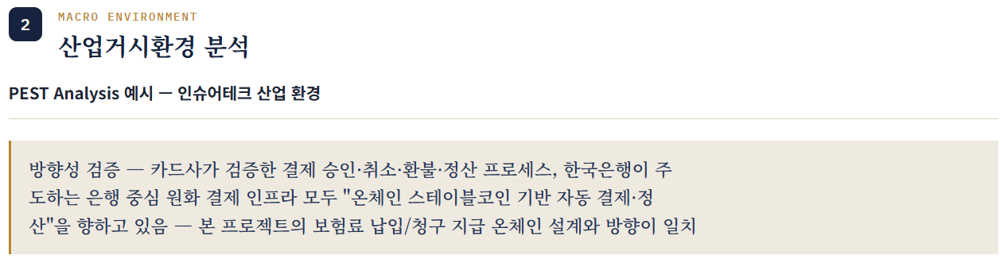 2
MACRO ENVIRONMENT
산업거시환경 분석
PEST Analysis 예시 — 인슈어테크 산업 환경
방향성 검증 — 카드사가 검증한 결제 승인·취소·환불·정산 프로세스, 한국은행이 주
도하는 은행 중심 원화 결제 인프라 모두 "온체인 스테이블코인 기반 자동 결제·정
산"을 향하고 있음 — 본 프로젝트의 보험료 납입/청구 지급 온체인 설계와 방향이 일치